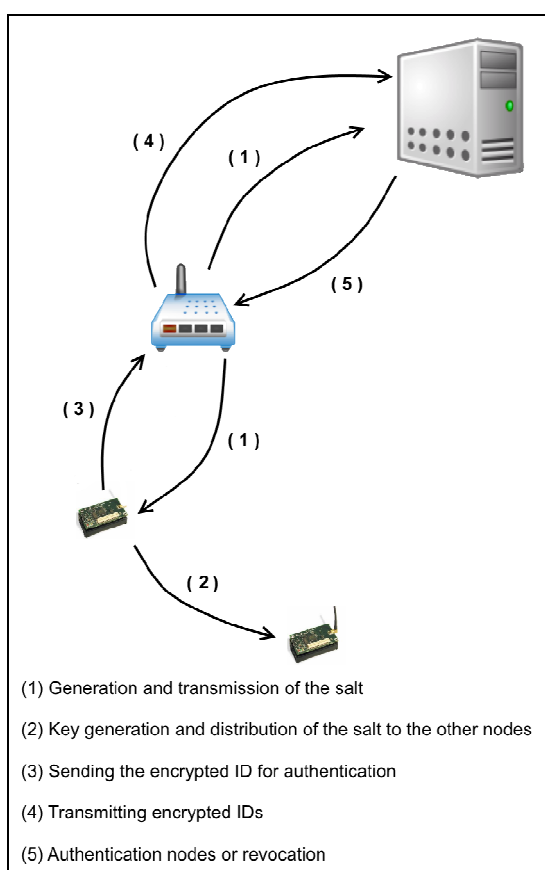 ( 4 )
( 1 )
( 5 )
( 3 )
( 1 )
( 2 )
(1) Generation and transmission of the salt
(2) Key generation and distribution of the salt to the other nodes
(3) Sending the encrypted ID for authentication
(4) Transmitting encrypted IDs
(5) Authentication nodes or revocation